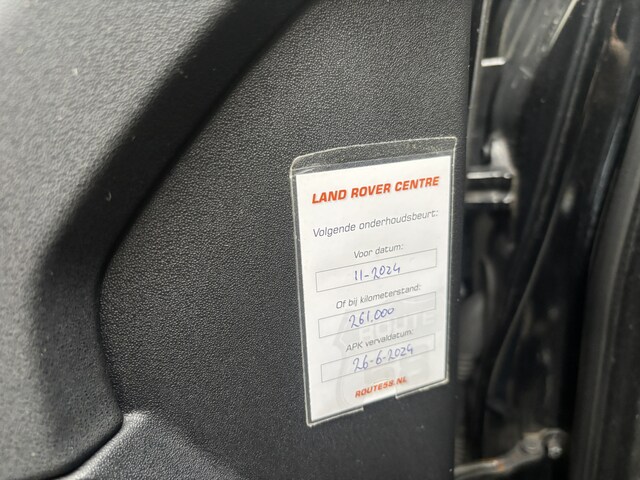 LAND ROVER CENTRE
Volgende onderhoudsbeurt:
Voor datum:
11-2024
Of bij kilometerstand:
261.000
APK vervaldatum:
26-6-2024
ROUTE58.NL